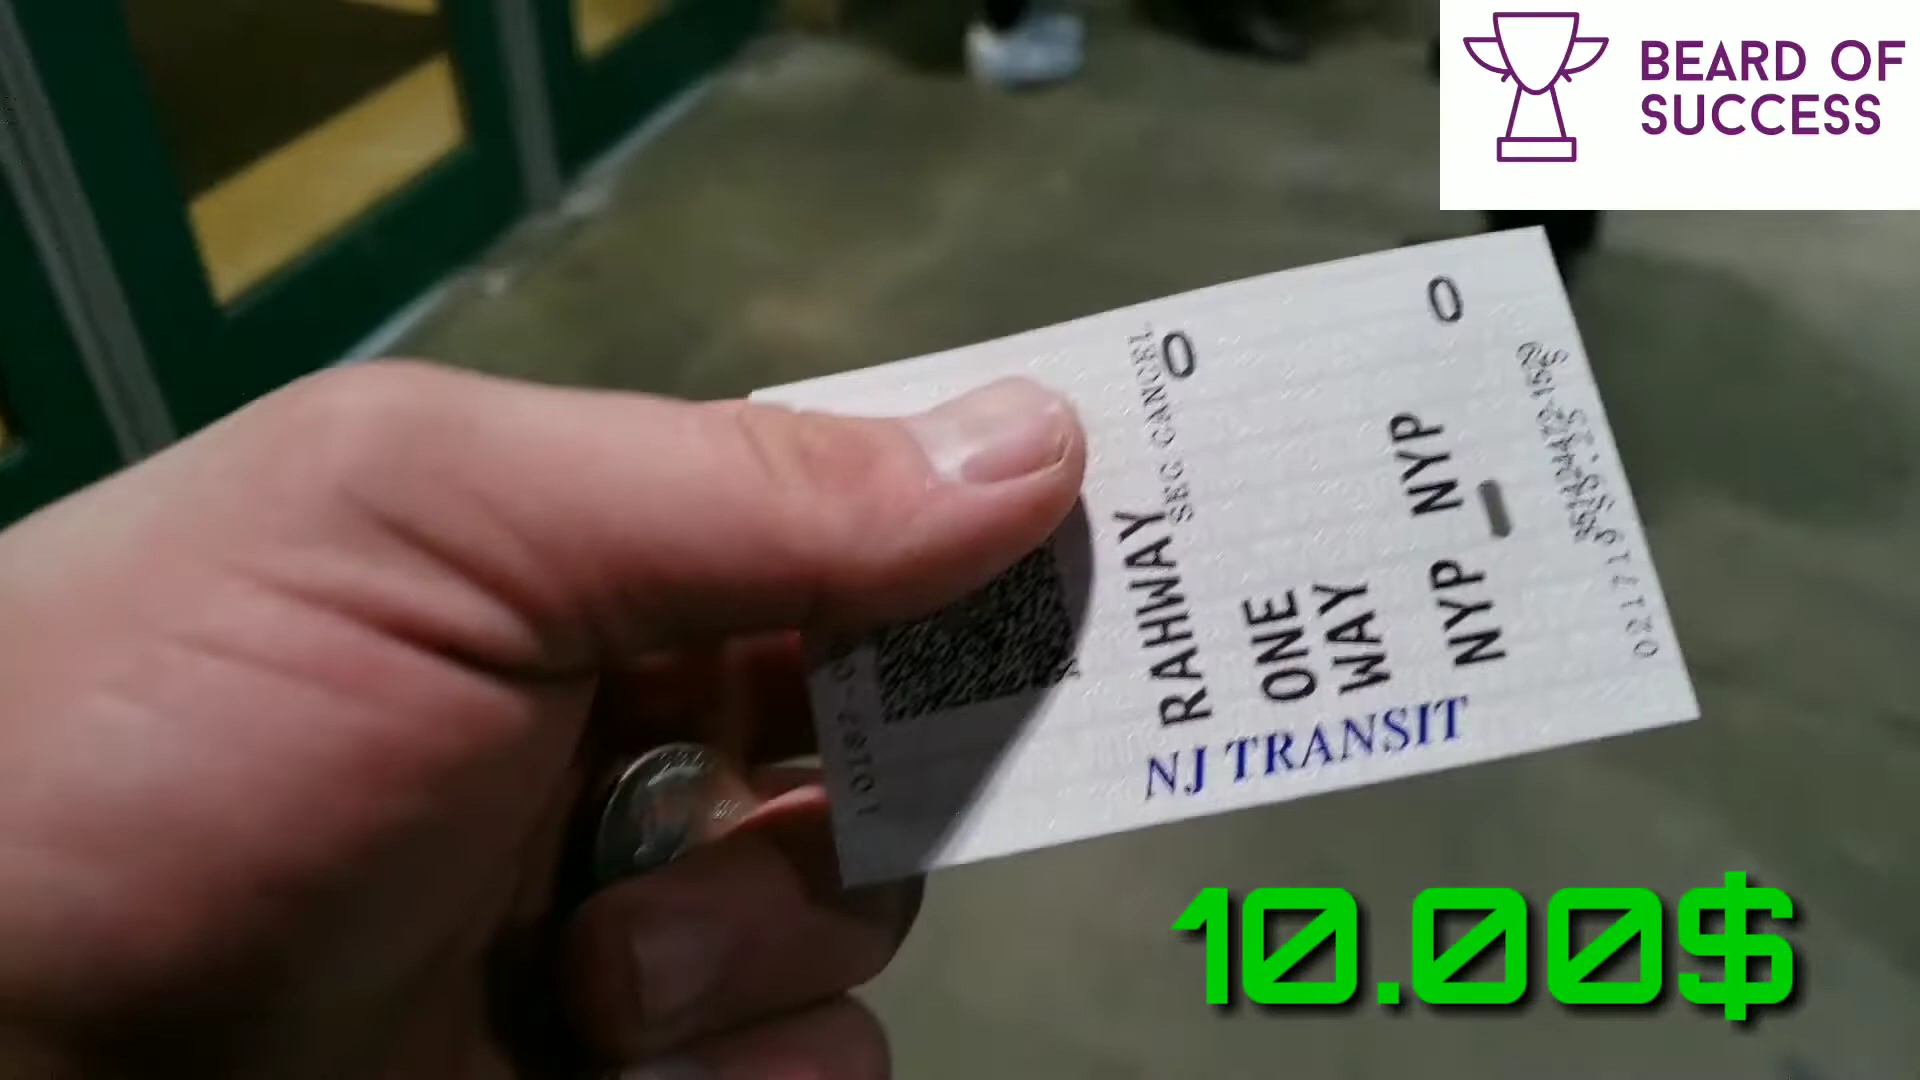 BEARD OF
SUCCESS
RAHWAY
SEC CANCEL
0
ONE
WAY
NYP NYP
0
NJ TRANSIT
10.00$